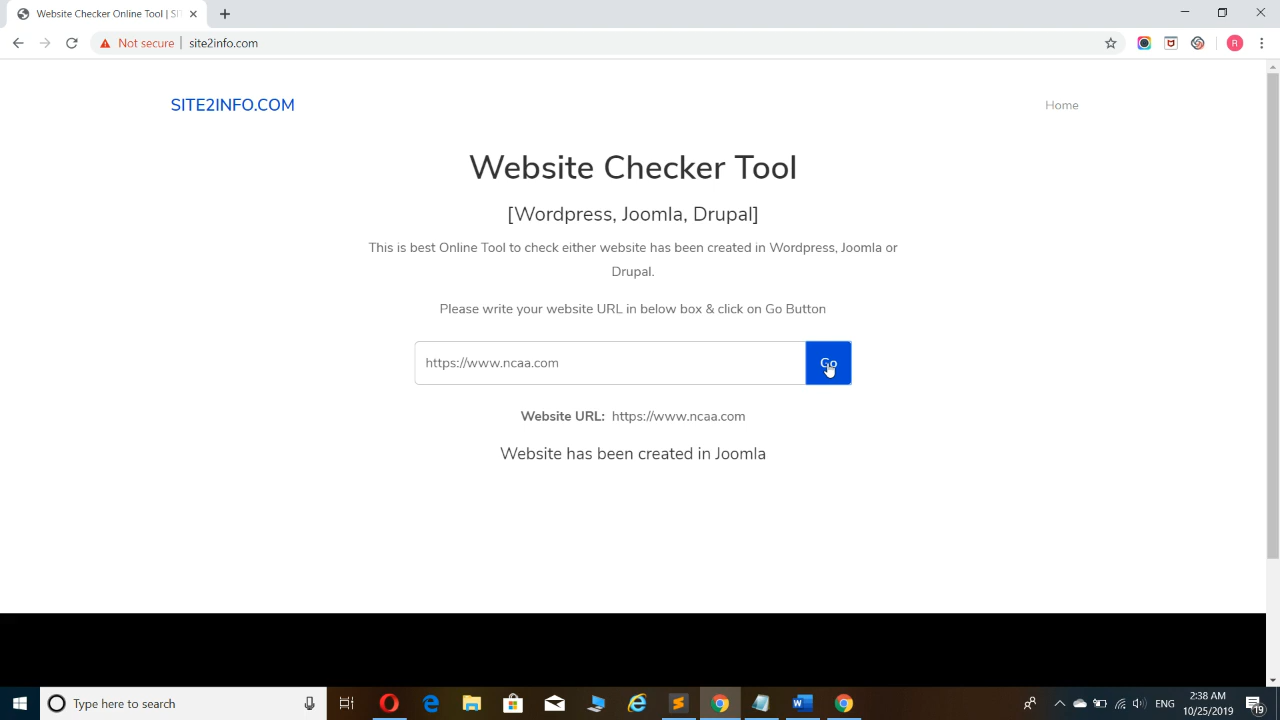 Website Checker Online Tool | SIT
Not secure | site2info.com
R
SITE2INFO.COM
Home
Website Checker Tool
[Wordpress, Joomla, Drupal]
This is best Online Tool to check either website has been created in Wordpress, Joomla or
Drupal.
Please write your website URL in below box & click on Go Button
https://www.ncaa.com
Go
Website URL: https://www.ncaa.com
Website has been created in Joomla
Type here to search
ENG
2:38 AM
10/25/2019
19